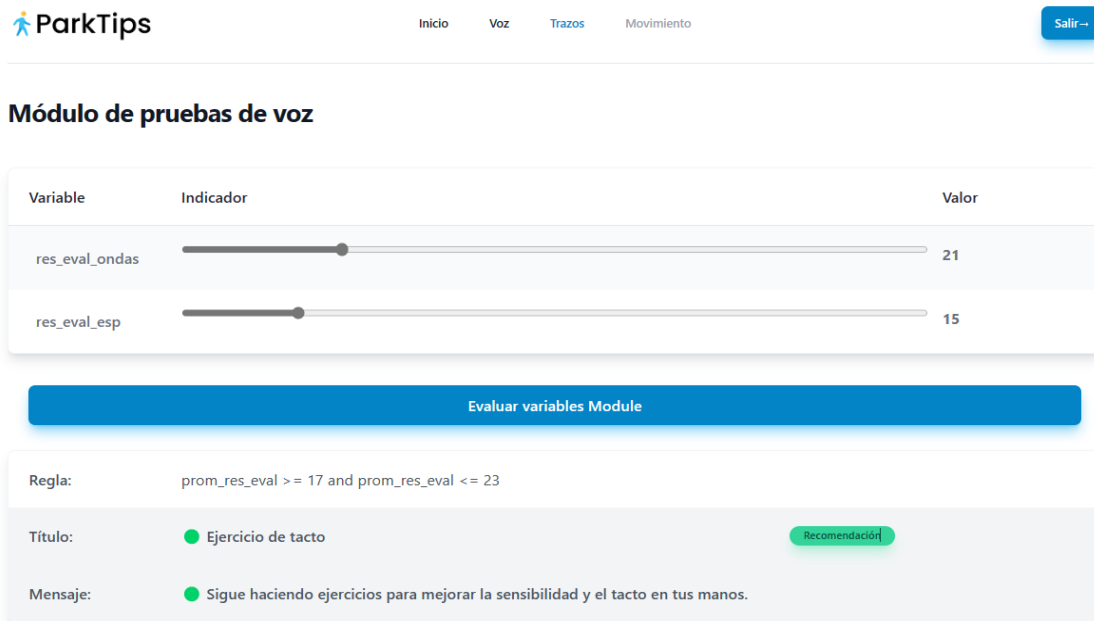 ParkTips
Inicio Voz Trazos Movimiento Salir→
Módulo de pruebas de voz
Variable Indicador Valor
res_eval_ondas 21
res_eval_esp 15
Evaluar variables Module
Regla: prom_res_eval >= 17 and prom_res_eval <= 23
Título: Ejercicio de tacto Recomendación
Mensaje: Sigue haciendo ejercicios para mejorar la sensibilidad y el tacto en tus manos.